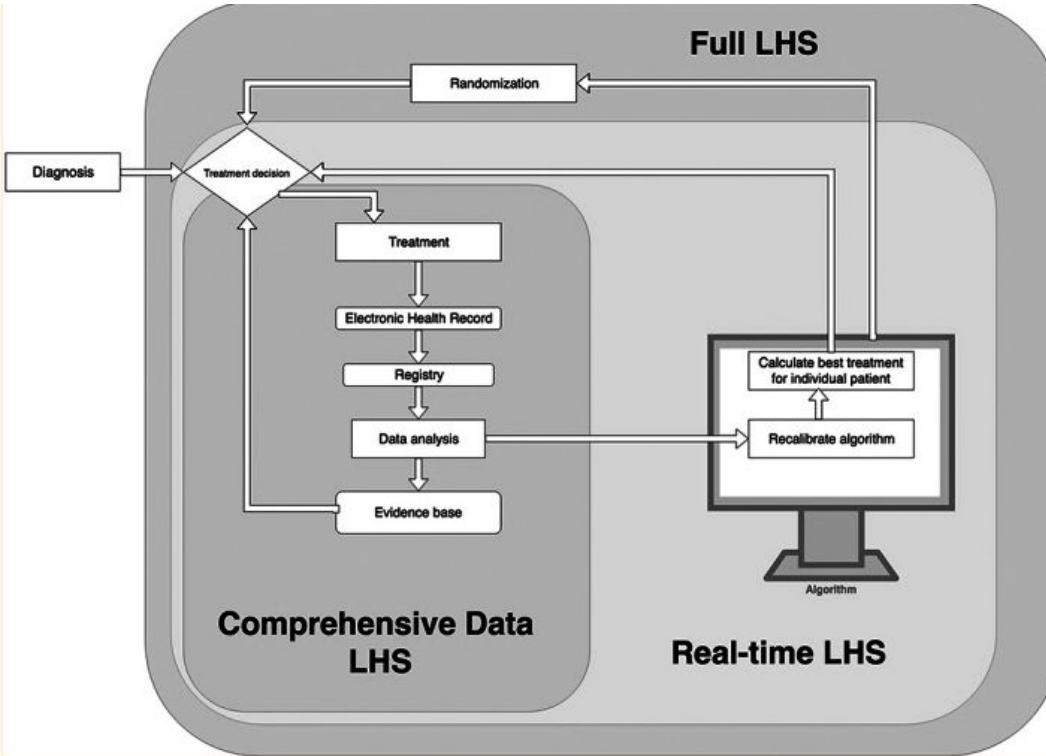 Full LHS
Randomization
Diagnosis
Treatment decision
Treatment
Electronic Health Record
Registry
Data analysis
Evidence base
Calculate best treatment
for individual patient
Recalibrate algorithm
Algorithm
Comprehensive Data
LHS
Real-time LHS